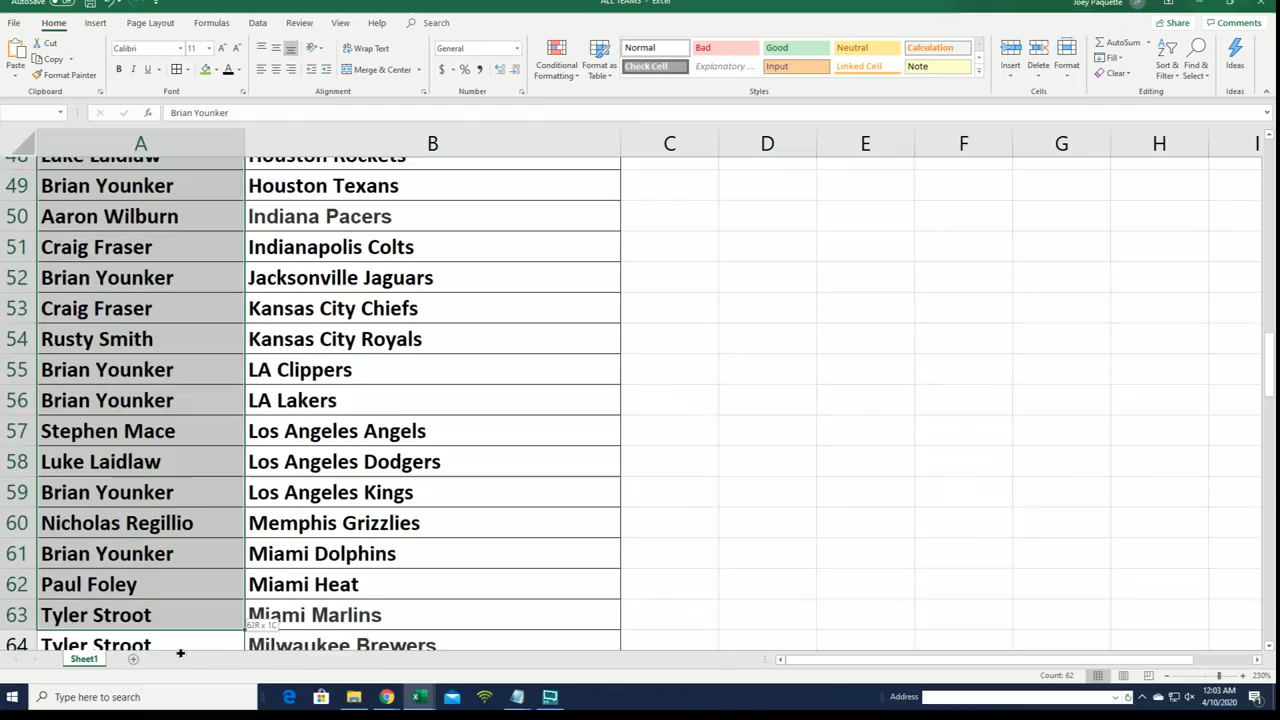 AutoSave
ALL TEAMS - Excel
Joey Paquette
JP
File Home Insert Page Layout Formulas Data Review View Help Search
Share Comments
Paste
Cut
Copy
Format Painter
Clipboard
Calibri 11
B I U
Font
Wrap Text
Merge & Center
Alignment
General
$ % ,
Number
Conditional Formatting
Format as Table
Normal Bad Good Neutral Calculation
Check Cell Explanatory ... Input Linked Cell Note
Styles
Insert Delete Format
Cells
AutoSum
Fill
Clear
Sort & Filter
Find & Select
Editing
Ideas
Ideas
fx Brian Younker
A B C D E F G H I
48 Luke Laidlaw Houston Rockets
49 Brian Younker Houston Texans
50 Aaron Wilburn Indiana Pacers
51 Craig Fraser Indianapolis Colts
52 Brian Younker Jacksonville Jaguars
53 Craig Fraser Kansas City Chiefs
54 Rusty Smith Kansas City Royals
55 Brian Younker LA Clippers
56 Brian Younker LA Lakers
57 Stephen Mace Los Angeles Angels
58 Luke Laidlaw Los Angeles Dodgers
59 Brian Younker Los Angeles Kings
60 Nicholas Regillio Memphis Grizzlies
61 Brian Younker Miami Dolphins
62 Paul Foley Miami Heat
63 Tyler Stroot Miami Marlins
62R x 1C
64 Tyler Stroot Milwaukee Brewers
Sheet1
Count: 62
230%
Type here to search
Address
12:03 AM
4/10/2020